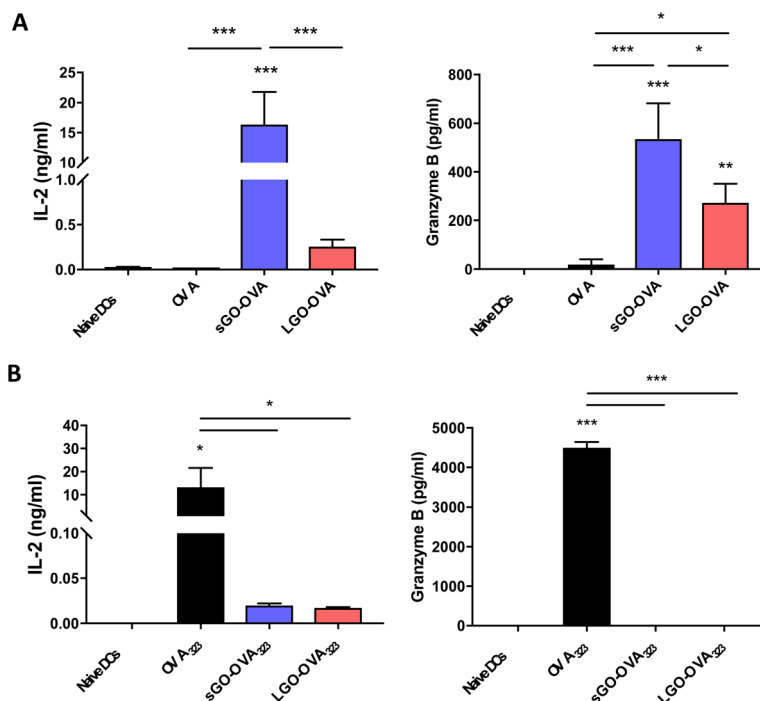 A
***
***
***
IL-2 (ng/ml)
25
20
15
10
1.0
0.5
0.0
Naive DCs
OVA
sGO-OVA
LGO-OVA
*
***
*
***
**
Granzyme B (pg/ml)
800
600
400
200
0
Naive DCs
OVA
sGO-OVA
LGO-OVA
B
*
*
IL-2 (ng/ml)
40
30
20
10
0.10
0.05
0.00
Naive DCs
OVA323
sGO-OVA323
LGO-OVA323
***
***
Granzyme B (pg/ml)
5000
4000
3000
2000
1000
0
Naive DCs
OVA323
sGO-OVA323
LGO-OVA323